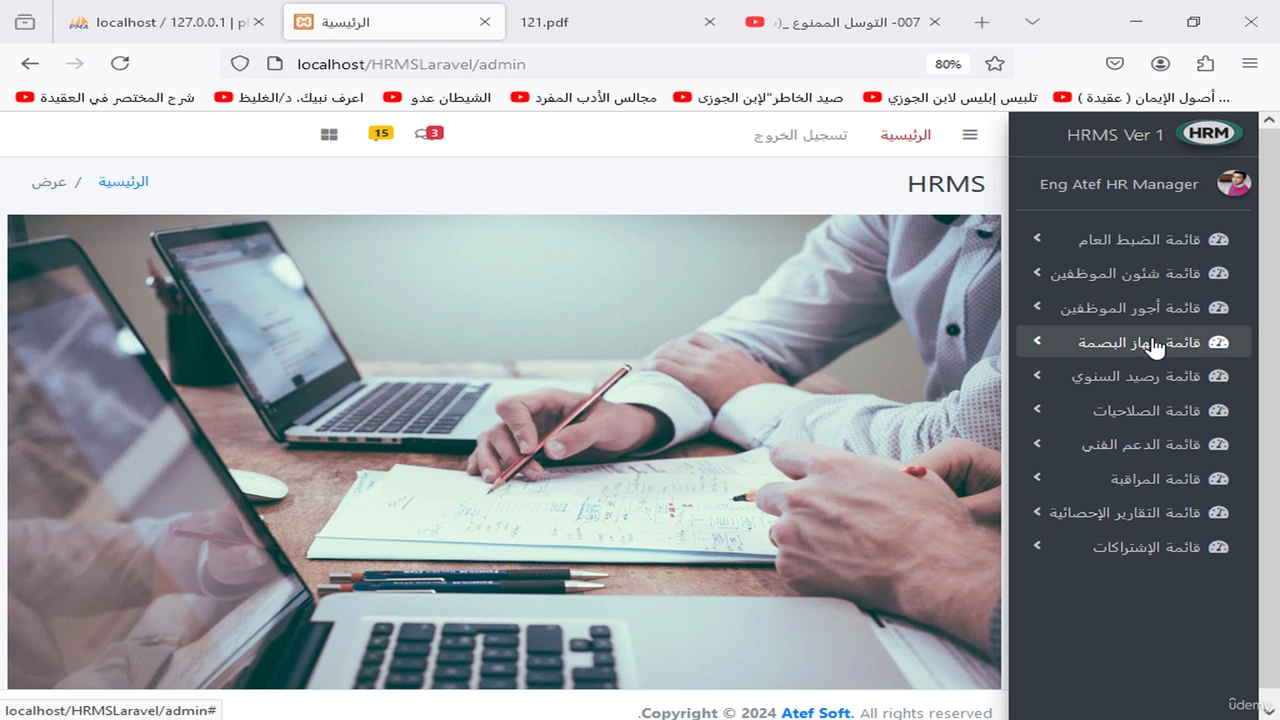 localhost / 127.0.0.1 | p
الرئيسية
121.pdf
007- التوسل الممنوع _(
localhost/HRMSLaravel/admin
80%
شرح المختصر في العقيدة
اعرف نبيك. د/الغليظ
الشيطان عدو
مجالس الأدب المفرد
صيد الخاطر"لإبن الجوزى
تلبيس إبليس لابن الجوزي
أصول الإيمان ( عقيدة ) ...
HRMS Ver 1
HRM
الرئيسية
تسجيل الخروج
3
15
Eng Atef HR Manager
HRMS
الرئيسية / عرض
قائمة الضبط العام
قائمة شئون الموظفين
قائمة أجور الموظفين
قائمة جهاز البصمة
قائمة رصيد السنوي
قائمة الصلاحيات
قائمة الدعم الفني
قائمة المراقبة
قائمة التقارير الإحصائية
قائمة الإشتراكات
localhost/HRMSLaravel/admin#
.Copyright © 2024 Atef Soft. All rights reserved
ûdemy